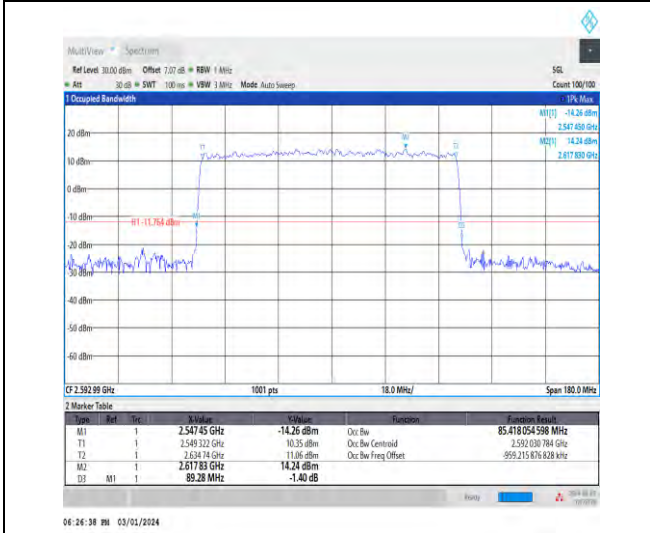 MultiView Spectrum
Ref Level 30.00 dBm Offset 7.07 dB RBW 1 MHz SGL
Att 30 dB SWT 100 ms VBW 3 MHz Mode Auto Sweep Count 100/100
1 Occupied Bandwidth 1Pk Max
M1[1] -14.26 dBm
2.547 450 GHz
M2[1] 14.24 dBm
2.617 830 GHz
20 dBm
10 dBm
0 dBm
-10 dBm
H1 -11.764 dBm
-20 dBm
-30 dBm
-40 dBm
-50 dBm
-60 dBm
T1
M2
T2
M1
D3
CF 2.592 99 GHz 1001 pts 18.0 MHz/ Span 180.0 MHz
2 Marker Table
Type Ref Trc X-Value Y-Value Function Function Result
M1 1 2.547 45 GHz -14.26 dBm Occ Bw 85.418 054 598 MHz
T1 1 2.549 322 GHz 10.35 dBm Occ Bw Centroid 2.592 030 784 GHz
T2 1 2.634 74 GHz 11.06 dBm Occ Bw Freq Offset -959.215 876 828 kHz
M2 1 2.617 83 GHz 14.24 dBm
D3 M1 1 89.28 MHz -1.40 dB
Ready
06:26:38 PM 03/01/2024